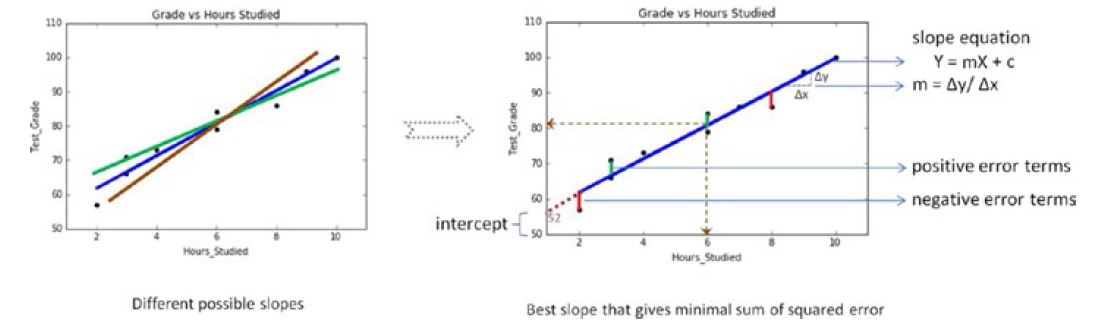 Grade vs Hours Studied
110
100
90
80
70
60
50
Test_Grade
2 4 6 8 10
Hours_Studied
Different possible slopes
Grade vs Hours Studied
110
100
90
80
70
60
50
Test_Grade
2 4 6 8 10
Hours_Studied
Δy
Δx
52
intercept
slope equation
Y = mX + c
m = Δy/ Δx
positive error terms
negative error terms
Best slope that gives minimal sum of squared error